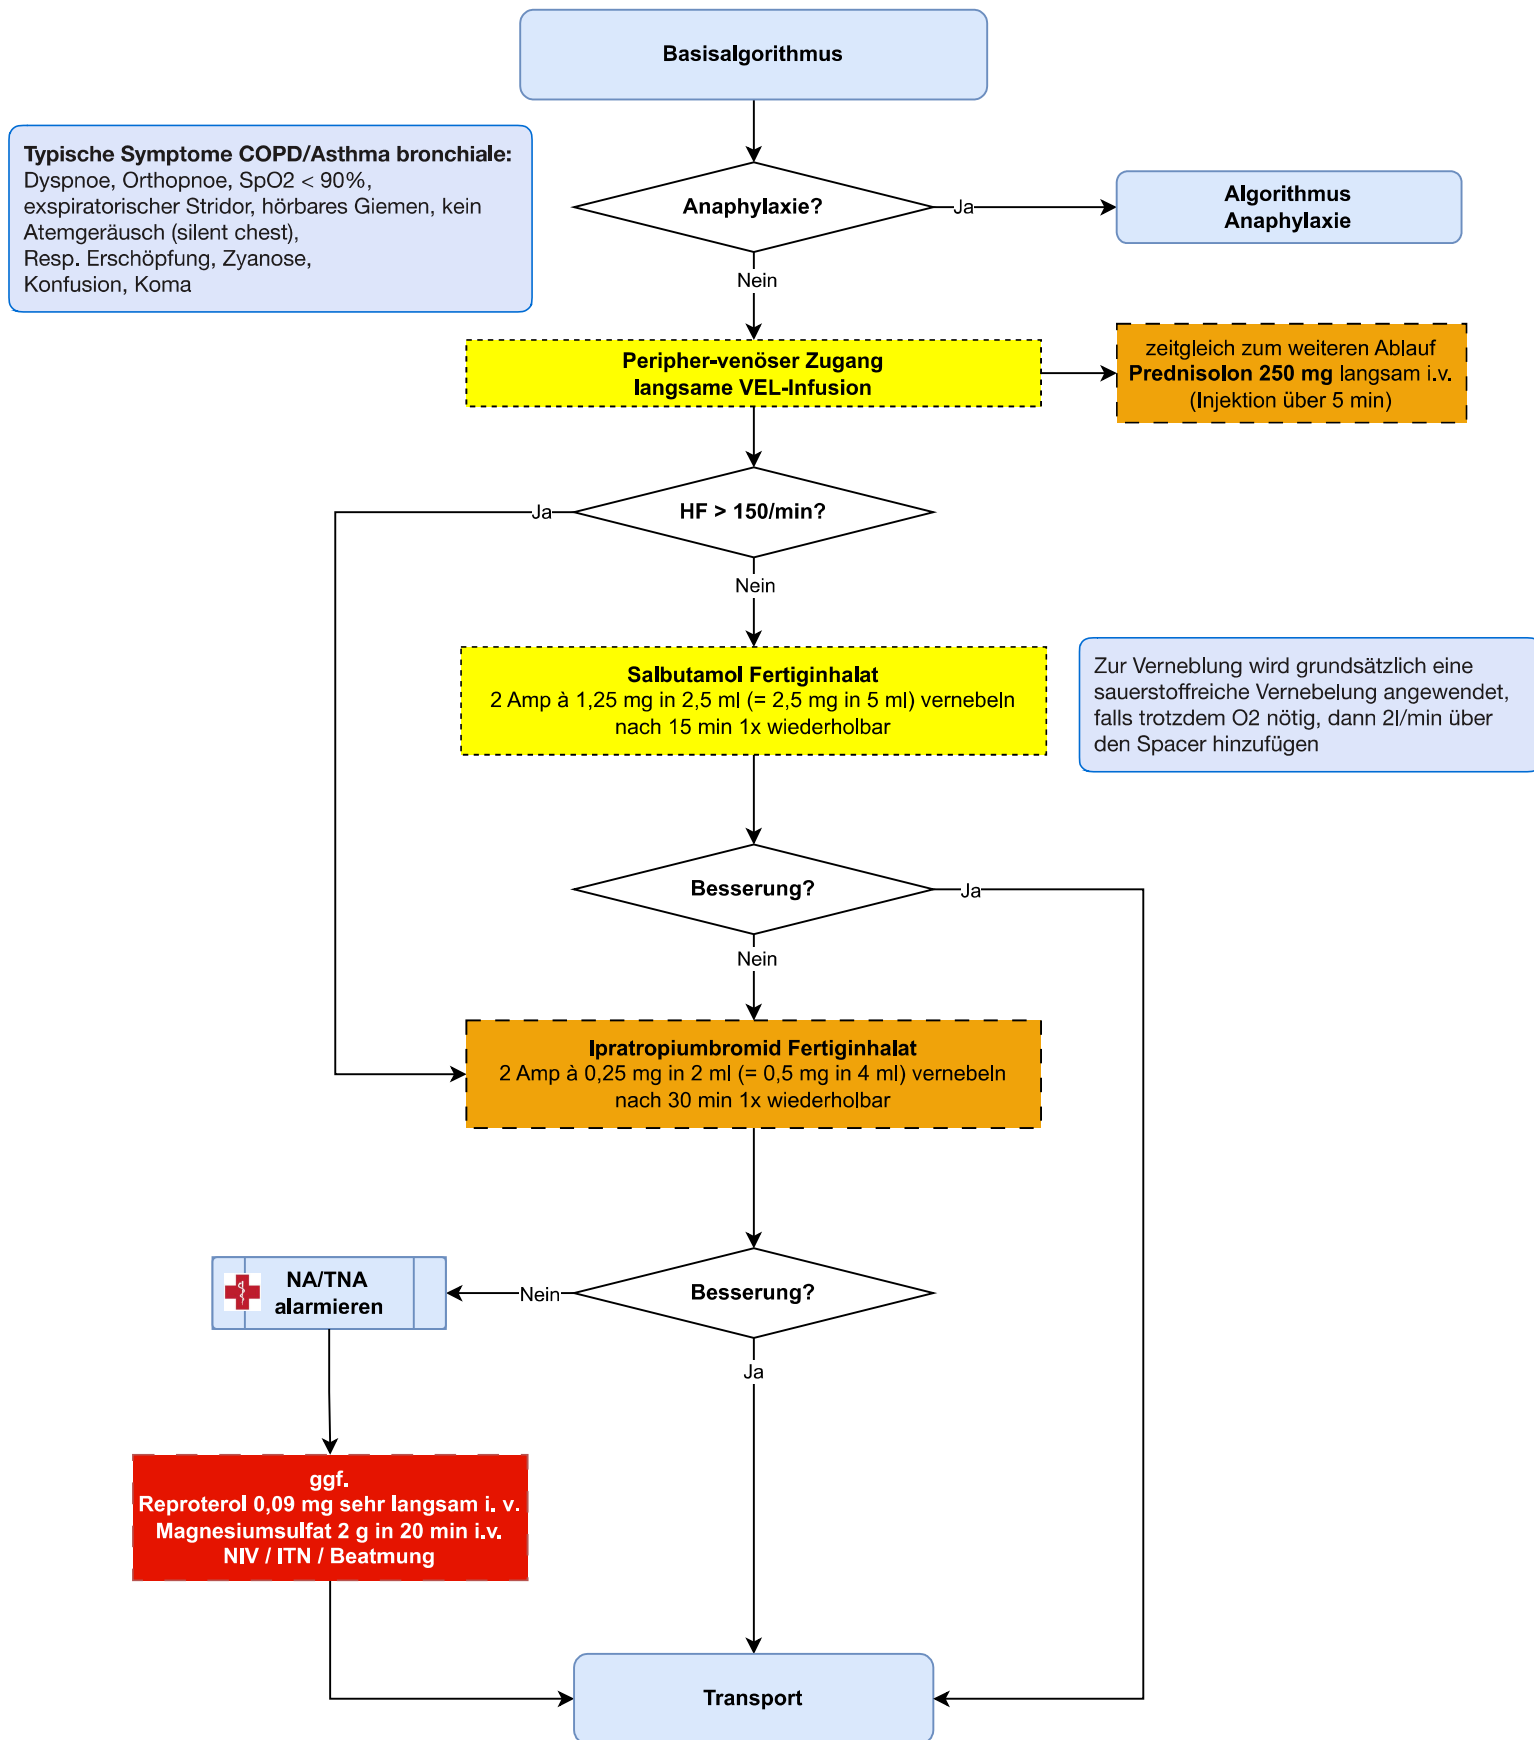 Basisalgorithmus
Typische Symptome COPD/Asthma bronchiale:
Dyspnoe, Orthopnoe, SpO2 < 90%,
exspiratorischer Stridor, hörbares Giemen, kein
Atemgeräusch (silent chest),
Resp. Erschöpfung, Zyanose,
Konfusion, Koma
Anaphylaxie?
Ja
Algorithmus
Anaphylaxie
Nein
Peripher-venöser Zugang
langsame VEL-Infusion
zeitgleich zum weiteren Ablauf
Prednisolon 250 mg langsam i.v.
(Injektion über 5 min)
HF > 150/min?
Ja
Nein
Salbutamol Fertiginhalat
2 Amp à 1,25 mg in 2,5 ml (= 2,5 mg in 5 ml) vernebeln
nach 15 min 1x wiederholbar
Zur Verneblung wird grundsätzlich eine
sauerstoffreiche Vernebelung angewendet,
falls trotzdem O2 nötig, dann 2l/min über
den Spacer hinzufügen
Besserung?
Ja
Nein
Ipratropiumbromid Fertiginhalat
2 Amp à 0,25 mg in 2 ml (= 0,5 mg in 4 ml) vernebeln
nach 30 min 1x wiederholbar
Besserung?
Nein
NA/TNA
alarmieren
Ja
ggf.
Reproterol 0,09 mg sehr langsam i. v.
Magnesiumsulfat 2 g in 20 min i.v.
NIV / ITN / Beatmung
Transport